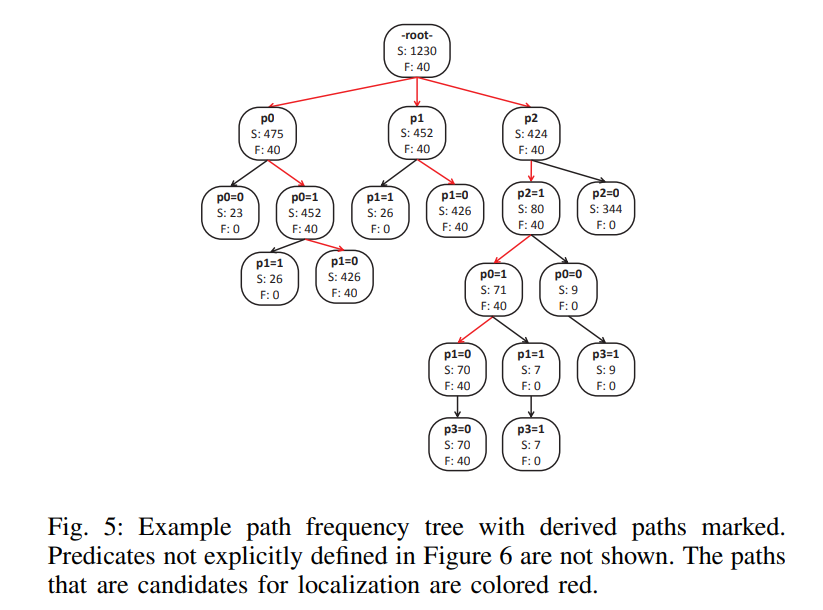 -root-
S: 1230
F: 40
p0
S: 475
F: 40
p1
S: 452
F: 40
p2
S: 424
F: 40
p0=0
S: 23
F: 0
p0=1
S: 452
F: 40
p1=1
S: 26
F: 0
p1=0
S: 426
F: 40
p2=1
S: 80
F: 40
p2=0
S: 344
F: 0
p1=1
S: 26
F: 0
p1=0
S: 426
F: 40
p0=1
S: 71
F: 40
p0=0
S: 9
F: 0
p1=0
S: 70
F: 40
p1=1
S: 7
F: 0
p3=1
S: 9
F: 0
p3=0
S: 70
F: 40
p3=1
S: 7
F: 0
Fig. 5: Example path frequency tree with derived paths marked.
Predicates not explicitly defined in Figure 6 are not shown. The paths
that are candidates for localization are colored red.